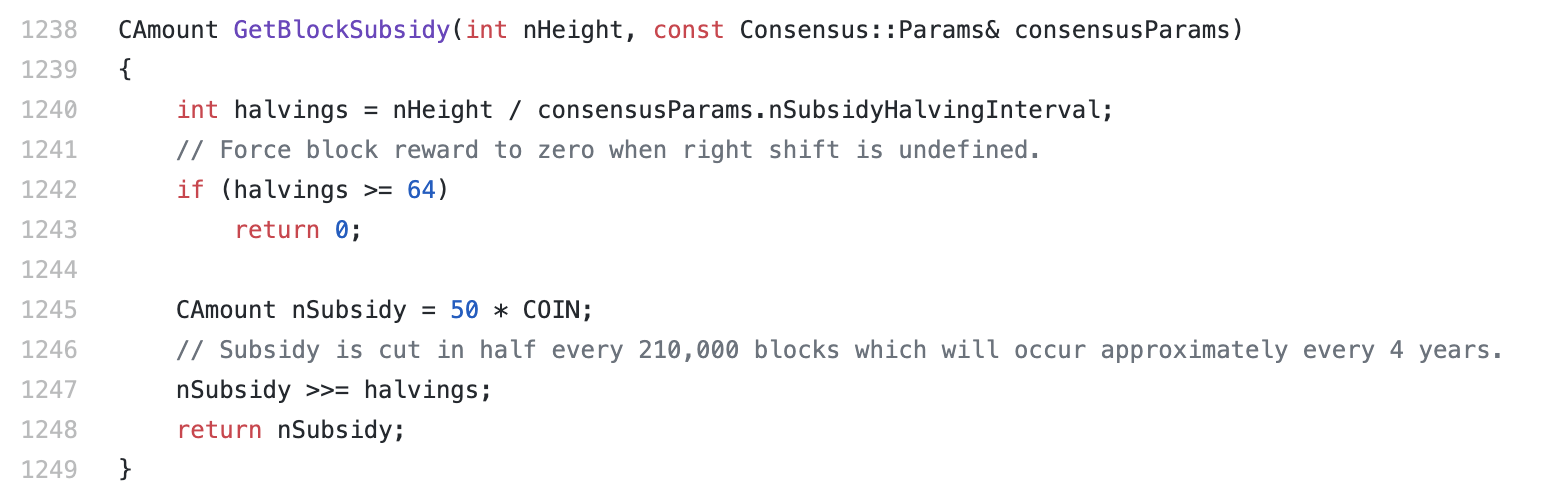 1238 CAmount GetBlockSubsidy(int nHeight, const Consensus::Params& consensusParams)
1239 {
1240     int halvings = nHeight / consensusParams.nSubsidyHalvingInterval;
1241     // Force block reward to zero when right shift is undefined.
1242     if (halvings >= 64)
1243         return 0;
1244
1245     CAmount nSubsidy = 50 * COIN;
1246     // Subsidy is cut in half every 210,000 blocks which will occur approximately every 4 years.
1247     nSubsidy >>= halvings;
1248     return nSubsidy;
1249 }